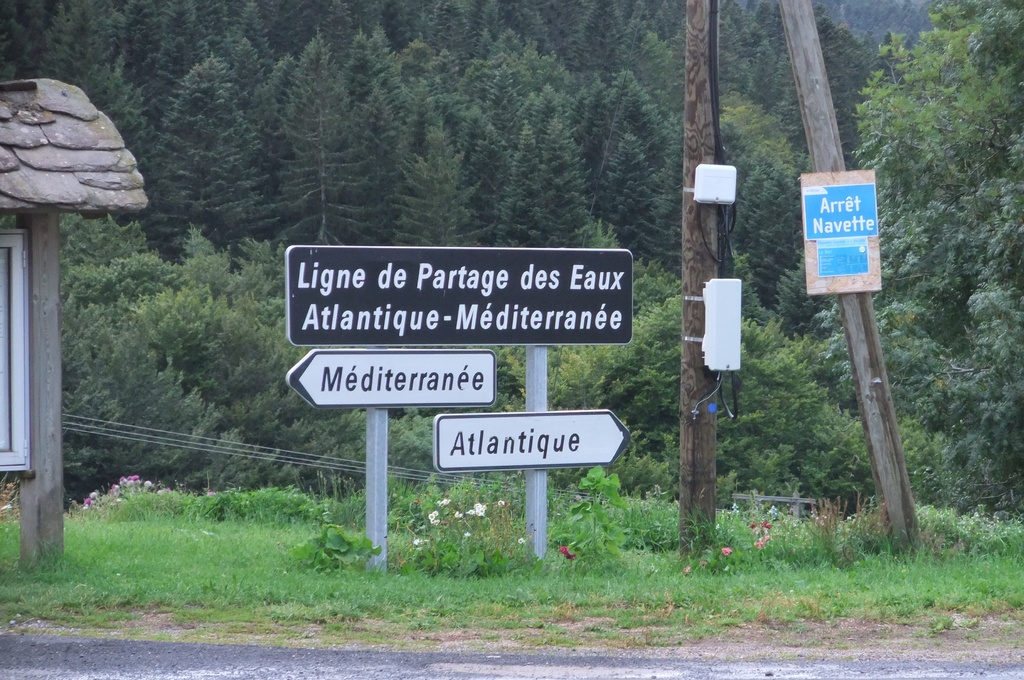 Ligne de Partage des Eaux
Atlantique-Méditerranée
Méditerranée
Atlantique
Arrêt
Navette